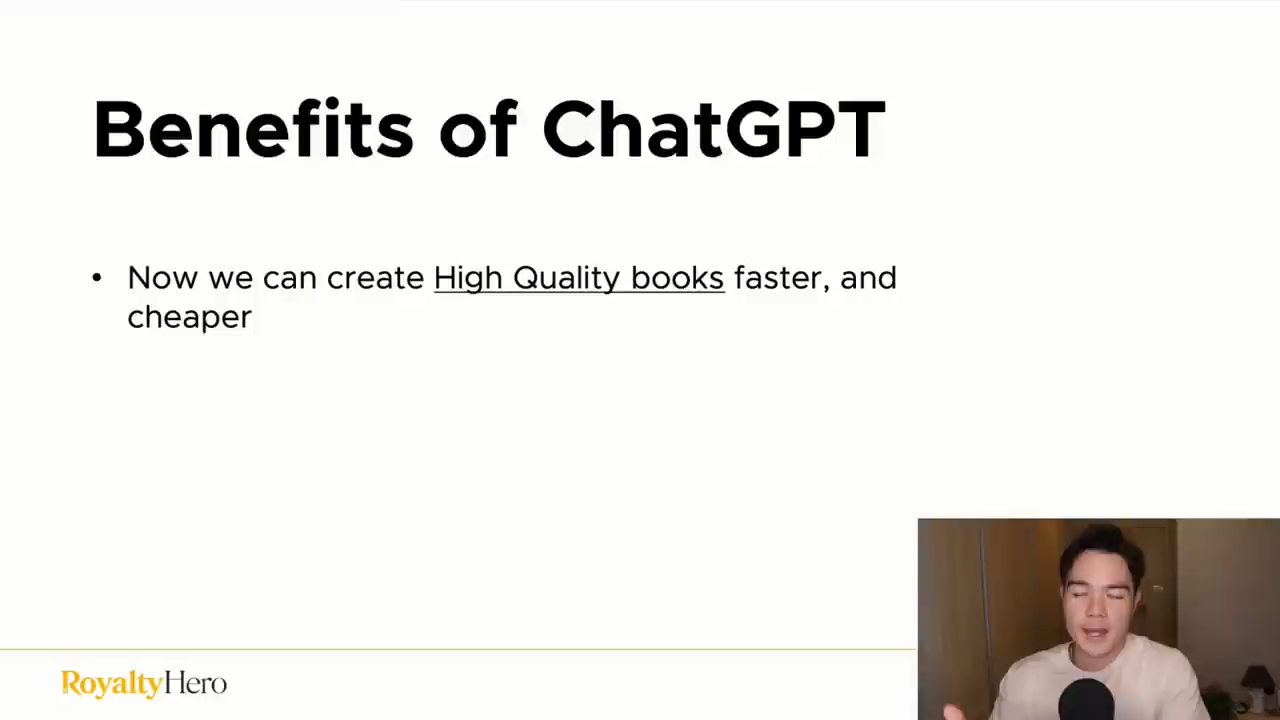 Benefits of ChatGPT
• Now we can create High Quality books faster, and
cheaper
RoyaltyHero